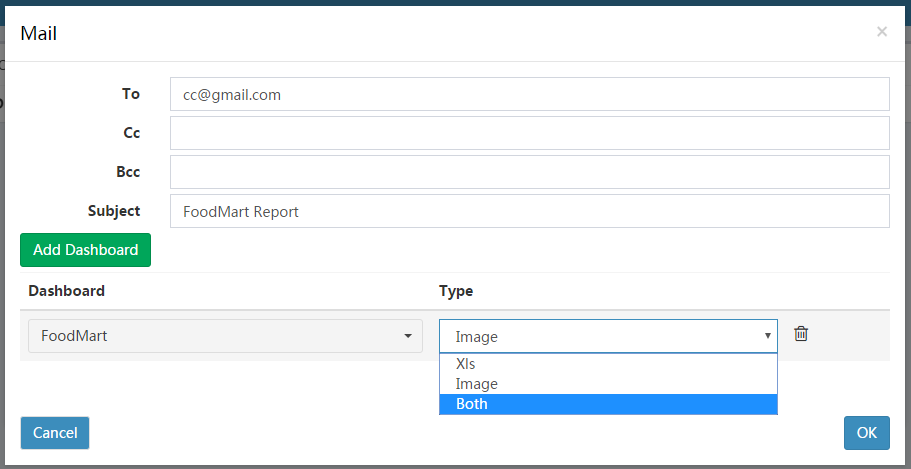 Mail ×
To cc@gmail.com
Cc
Bcc
Subject FoodMart Report
Add Dashboard
Dashboard Type
FoodMart Image
Xls
Image
Both
Cancel OK